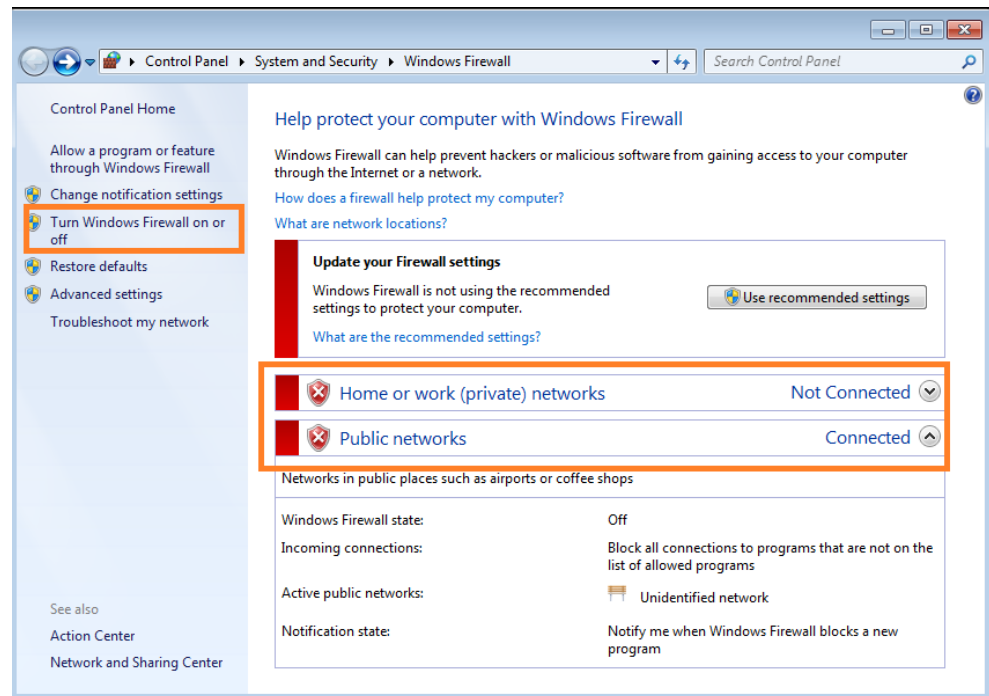 Control Panel ▸ System and Security ▸ Windows Firewall
Search Control Panel
Control Panel Home
Allow a program or feature
through Windows Firewall
Change notification settings
Turn Windows Firewall on or
off
Restore defaults
Advanced settings
Troubleshoot my network
See also
Action Center
Network and Sharing Center
Help protect your computer with Windows Firewall
Windows Firewall can help prevent hackers or malicious software from gaining access to your computer
through the Internet or a network.
How does a firewall help protect my computer?
What are network locations?
Update your Firewall settings
Windows Firewall is not using the recommended
settings to protect your computer.
What are the recommended settings?
Use recommended settings
Home or work (private) networks Not Connected
Public networks Connected
Networks in public places such as airports or coffee shops
Windows Firewall state: Off
Incoming connections: Block all connections to programs that are not on the
list of allowed programs
Active public networks: Unidentified network
Notification state: Notify me when Windows Firewall blocks a new
program